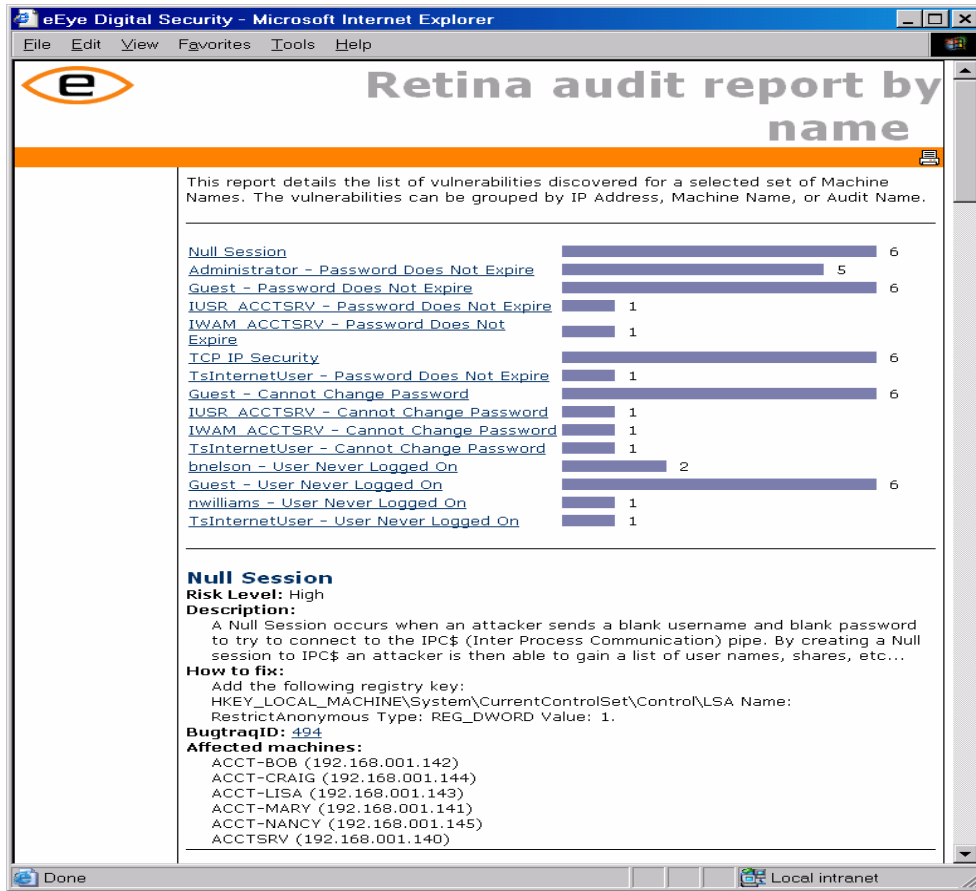 eEye Digital Security - Microsoft Internet Explorer
File Edit View Favorites Tools Help
e
Retina audit report by
name
This report details the list of vulnerabilities discovered for a selected set of Machine
Names. The vulnerabilities can be grouped by IP Address, Machine Name, or Audit Name.
Null Session 6
Administrator - Password Does Not Expire 5
Guest - Password Does Not Expire 6
IUSR_ACCTSRV - Password Does Not Expire 1
IWAM_ACCTSRV - Password Does Not
Expire 1
TCP IP Security 6
TsInternetUser - Password Does Not Expire 1
Guest - Cannot Change Password 6
IUSR_ACCTSRV - Cannot Change Password 1
IWAM_ACCTSRV - Cannot Change Password 1
TsInternetUser - Cannot Change Password 1
bnelson - User Never Logged On 2
Guest - User Never Logged On 6
nwilliams - User Never Logged On 1
TsInternetUser - User Never Logged On 1
Null Session
Risk Level: High
Description:
A Null Session occurs when an attacker sends a blank username and blank password
to try to connect to the IPC$ (Inter Process Communication) pipe. By creating a Null
session to IPC$ an attacker is then able to gain a list of user names, shares, etc...
How to fix:
Add the following registry key:
HKEY_LOCAL_MACHINE\System\CurrentControlSet\Control\LSA Name:
RestrictAnonymous Type: REG_DWORD Value: 1.
BugtraqID: 494
Affected machines:
ACCT-BOB (192.168.001.142)
ACCT-CRAIG (192.168.001.144)
ACCT-LISA (192.168.001.143)
ACCT-MARY (192.168.001.141)
ACCT-NANCY (192.168.001.145)
ACCTSRV (192.168.001.140)
Done
Local intranet